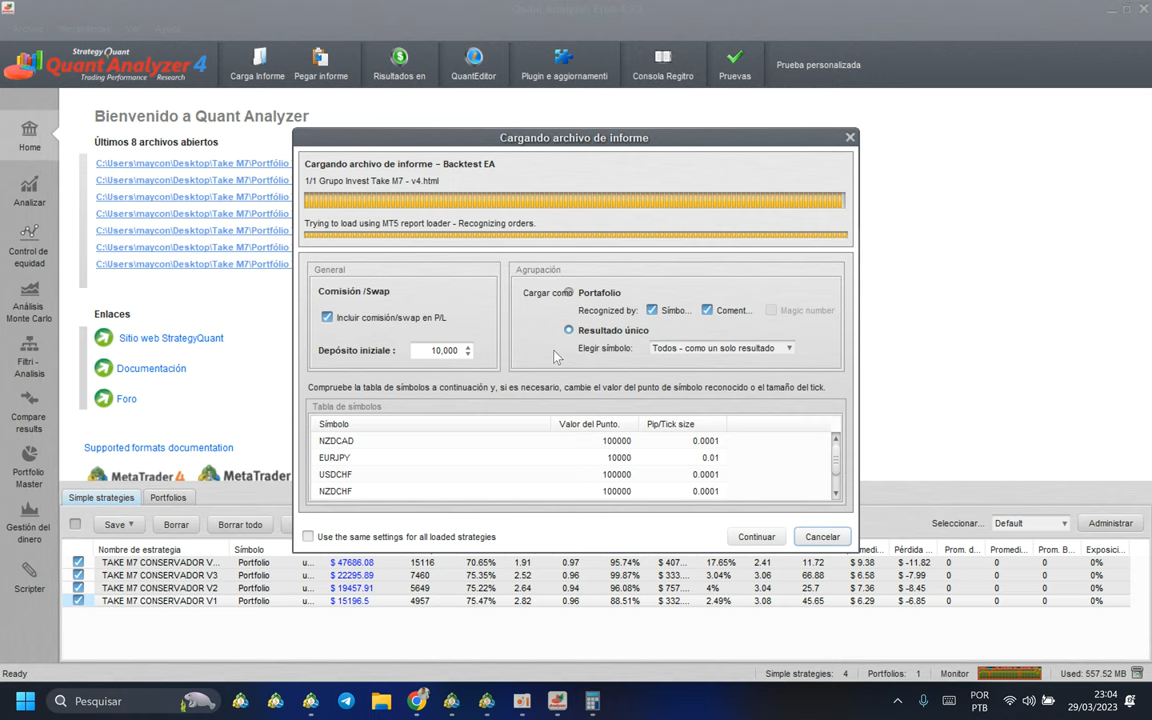 StrategyQuant
QuantAnalyzer 4
Trading Performance Research
Carga Informe
Pegar informe
Risultados en
QuantEditor
Plugin e aggiornamenti
Consola Regitro
Pruevas
Prueba personalizada
Home
Analizar
Control de
equidad
Análisis
Monte Carlo
Filtri -
Analisis
Compare
results
Portfolio
Master
Gestión del
dinero
Scripter
Bienvenido a Quant Analyzer
Últimos 8 archivos abiertos
C:\Users\maycon\Desktop\Take M7\Portfólio
C:\Users\maycon\Desktop\Take M7\Portfólio
C:\Users\maycon\Desktop\Take M7\Portfólio
C:\Users\maycon\Desktop\Take M7\Portfólio
C:\Users\maycon\Desktop\Take M7\Portfólio
C:\Users\maycon\Desktop\Take M7\Portfólio
C:\Users\maycon\Desktop\Take M7\Portfólio
Enlaces
Sitio web StrategyQuant
Documentación
Foro
Supported formats documentation
MetaTrader 4
MetaTrader
Cargando archivo de informe
Cargando archivo de informe – Backtest EA
1/1 Grupo Invest Take M7 - v4.html
Trying to load using MT5 report loader - Recognizing orders.
General
Comisión /Swap
Incluir comisión/swap en P/L
Depósito iniziale : 10,000
Agrupación
Cargar como Portafolio
Recognized by: Símbo... Coment... Magic number
Resultado único
Elegir símbolo: Todos - como un solo resultado
Compruebe la tabla de símbolos a continuación y, si es necesario, cambie el valor del punto de símbolo reconocido o el tamaño del tick.
Tabla de símbolos
Símbolo Valor del Punto. Pip/Tick size
NZDCAD 100000 0.0001
EURJPY 10000 0.01
USDCHF 100000 0.0001
NZDCHF 100000 0.0001
Use the same settings for all loaded strategies
Continuar
Cancelar
Simple strategies
Portfolios
Save
Borrar
Borrar todo
Seleccionar... Default
Administrar
Nombre de estrategia Símbolo Pérdida ... Prom. d... Promedi... Prom. B... Exposici...
TAKE M7 CONSERVADOR V... Portfolio u... $ 47686.08 15116 70.65% 1.91 0.97 95.74% $ 407... 17.65% 2.41 11.72 $ 9.38 $ -11.82 0 0 0 0%
TAKE M7 CONSERVADOR V3 Portfolio u... $ 22295.89 7460 75.35% 2.52 0.96 99.87% $ 333... 3.04% 3.06 66.88 $ 6.58 $ -7.99 0 0 0 0%
TAKE M7 CONSERVADOR V2 Portfolio u... $ 19457.91 5649 75.22% 2.64 0.94 96.08% $ 757... 4% 3.04 25.7 $ 7.36 $ -8.45 0 0 0 0%
TAKE M7 CONSERVADOR V1 Portfolio u... $ 15196.5 4957 75.47% 2.82 0.96 88.51% $ 332... 2.49% 3.08 45.65 $ 6.29 $ -6.85 0 0 0 0%
Ready
Simple strategies: 4
Portfolios: 1
Monitor
Used: 557.52 MB
Pesquisar
POR
PTB
23:04
29/03/2023